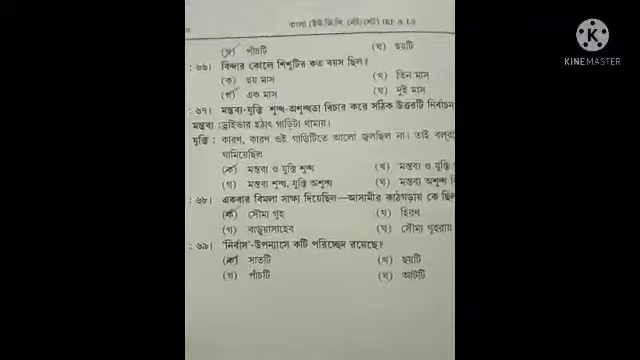 বাংলা (ইউ.জি.সি. নেট/সেট) JRF & LS
(গ) পাঁচটি (ঘ) ছয়টি
: ৬৬। বিন্দার কোলে শিশুটির কত বয়স ছিল?
(ক) ছয় মাস (খ) তিন মাস
(গ) এক মাস (ঘ) দুই মাস
: ৬৭। মন্তব্য-যুক্তি শুদ্ধ-অশুদ্ধতা বিচার করে সঠিক উত্তরটি নির্বাচন
মন্তব্য : ড্রাইভার হঠাৎ গাড়িটা থামায়।
যুক্তি : কারণ, কারণ ওই গাড়িটিতে আলো জ্বলছিল না। তাই
থামিয়েছিল
(ক) মন্তব্য ও যুক্তি শুদ্ধ (খ) মন্তব্য ও যুক্তি
(গ) মন্তব্য শুদ্ধ, যুক্তি অশুদ্ধ (ঘ) মন্তব্য অশুদ্ধ
: ৬৮। একবার বিমলা সাক্ষ্য দিয়েছিল—আসামীর কাঠগড়ায় কে ছিল
(ক) সৌম্য গুহ (খ) হিরণ
(গ) বাড়ুয্যাসাহেব (ঘ) সৌম্য গুহরায়
: ৬৯। 'নির্বাস'-উপন্যাসে কটি পরিচ্ছেদ রয়েছে?
(ক) সাতটি (খ) ছয়টি
(গ) পাঁচটি (ঘ) আটটি
K
KINEMASTER